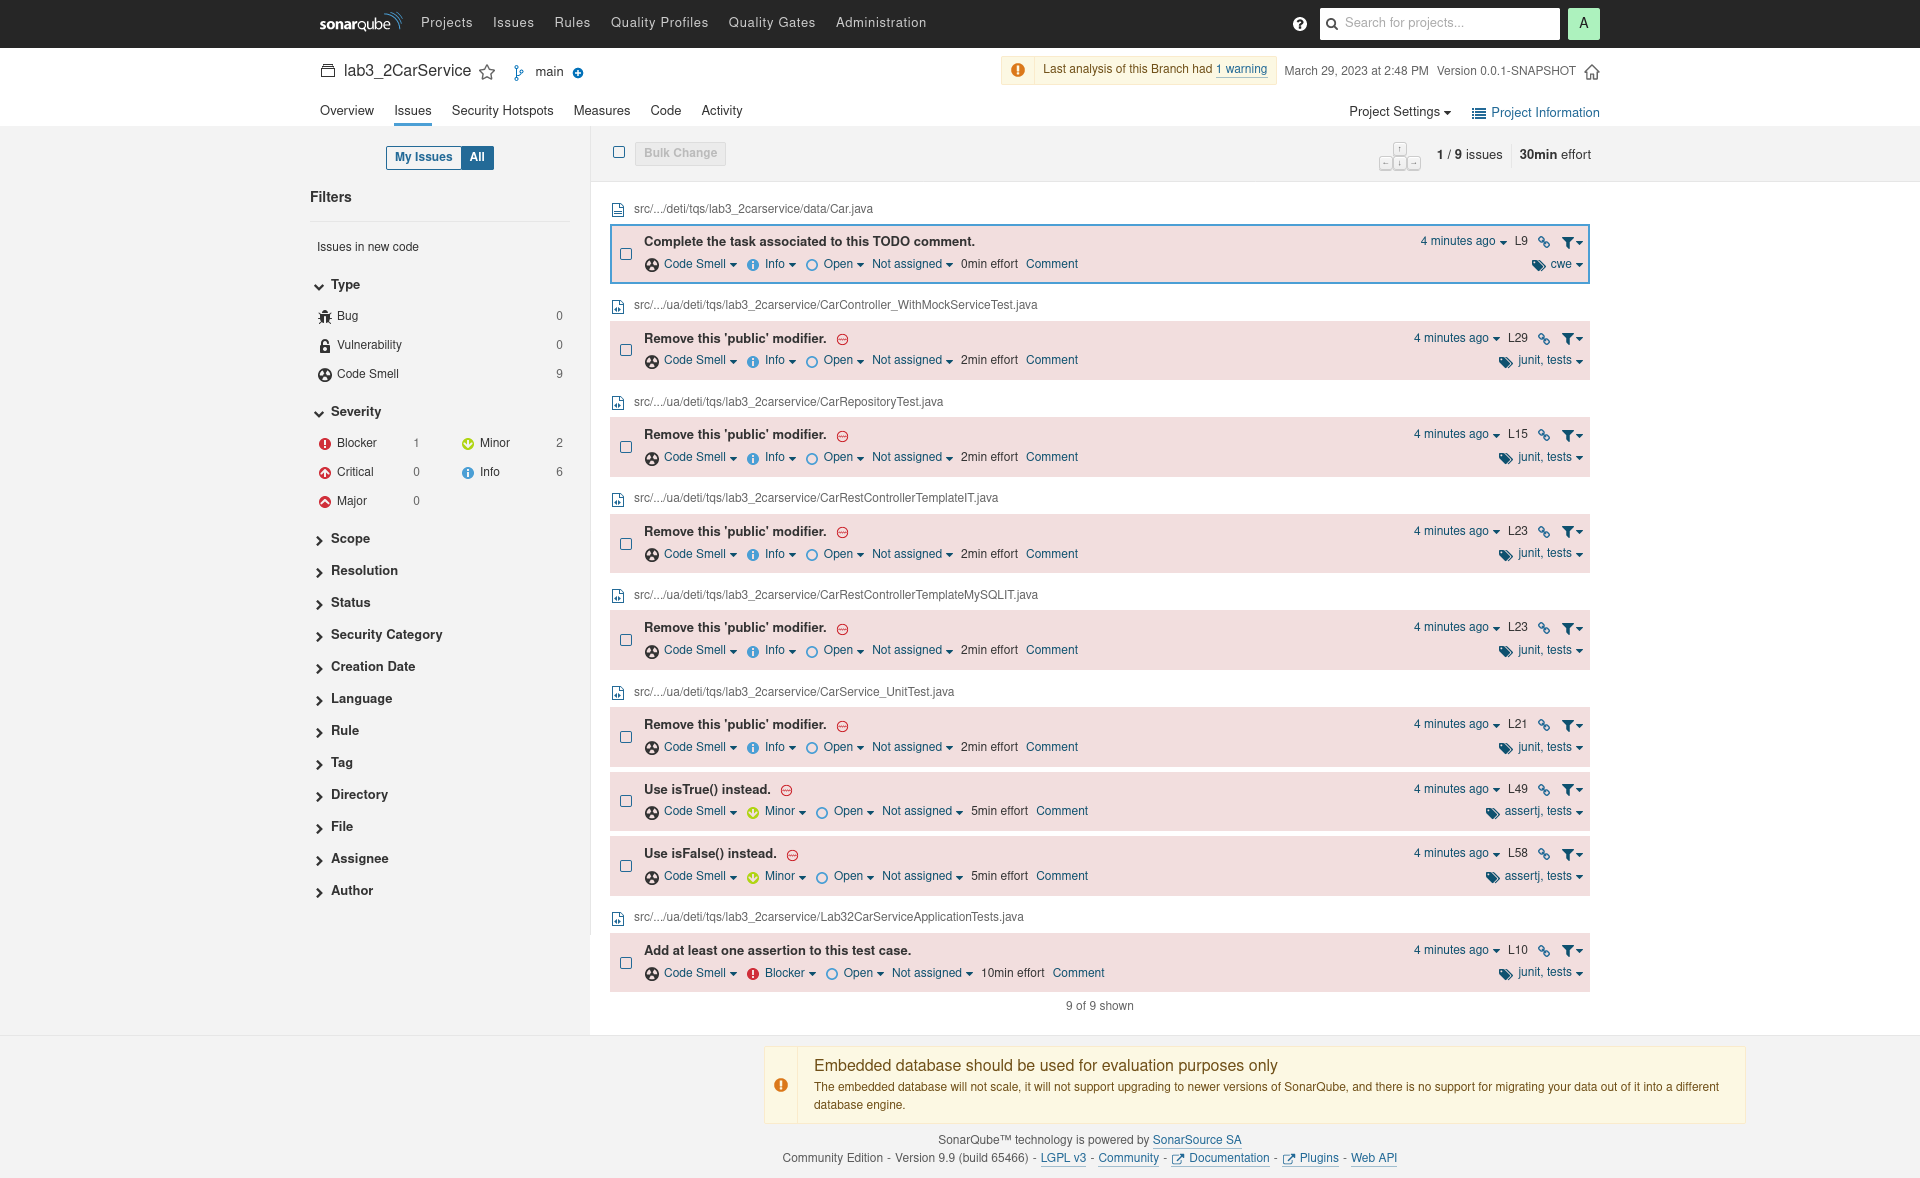 sonarqube Projects Issues Rules Quality Profiles Quality Gates Administration ? Search for projects... A
lab3_2CarService main Last analysis of this Branch had 1 warning March 29, 2023 at 2:48 PM Version 0.0.1-SNAPSHOT
Overview Issues Security Hotspots Measures Code Activity Project Settings Project Information
My Issues All
Bulk Change 1 / 9 issues 30min effort
Filters
Issues in new code
Type
Bug 0
Vulnerability 0
Code Smell 9
Severity
Blocker 1 Minor 2
Critical 0 Info 6
Major 0
Scope
Resolution
Status
Security Category
Creation Date
Language
Rule
Tag
Directory
File
Assignee
Author
src/.../deti/tqs/lab3_2carservice/data/Car.java
Complete the task associated to this TODO comment. 4 minutes ago L9
Code Smell Info Open Not assigned 0min effort Comment cwe
src/.../ua/deti/tqs/lab3_2carservice/CarController_WithMockServiceTest.java
Remove this 'public' modifier. 4 minutes ago L29
Code Smell Info Open Not assigned 2min effort Comment junit, tests
src/.../ua/deti/tqs/lab3_2carservice/CarRepositoryTest.java
Remove this 'public' modifier. 4 minutes ago L15
Code Smell Info Open Not assigned 2min effort Comment junit, tests
src/.../ua/deti/tqs/lab3_2carservice/CarRestControllerTemplateIT.java
Remove this 'public' modifier. 4 minutes ago L23
Code Smell Info Open Not assigned 2min effort Comment junit, tests
src/.../ua/deti/tqs/lab3_2carservice/CarRestControllerTemplateMySQLIT.java
Remove this 'public' modifier. 4 minutes ago L23
Code Smell Info Open Not assigned 2min effort Comment junit, tests
src/.../ua/deti/tqs/lab3_2carservice/CarService_UnitTest.java
Remove this 'public' modifier. 4 minutes ago L21
Code Smell Info Open Not assigned 2min effort Comment junit, tests
Use isTrue() instead. 4 minutes ago L49
Code Smell Minor Open Not assigned 5min effort Comment assertj, tests
Use isFalse() instead. 4 minutes ago L58
Code Smell Minor Open Not assigned 5min effort Comment assertj, tests
src/.../ua/deti/tqs/lab3_2carservice/Lab32CarServiceApplicationTests.java
Add at least one assertion to this test case. 4 minutes ago L10
Code Smell Blocker Open Not assigned 10min effort Comment junit, tests
9 of 9 shown
Embedded database should be used for evaluation purposes only
The embedded database will not scale, it will not support upgrading to newer versions of SonarQube, and there is no support for migrating your data out of it into a different
database engine.
SonarQube™ technology is powered by SonarSource SA
Community Edition - Version 9.9 (build 65466) - LGPL v3 - Community - Documentation - Plugins - Web API